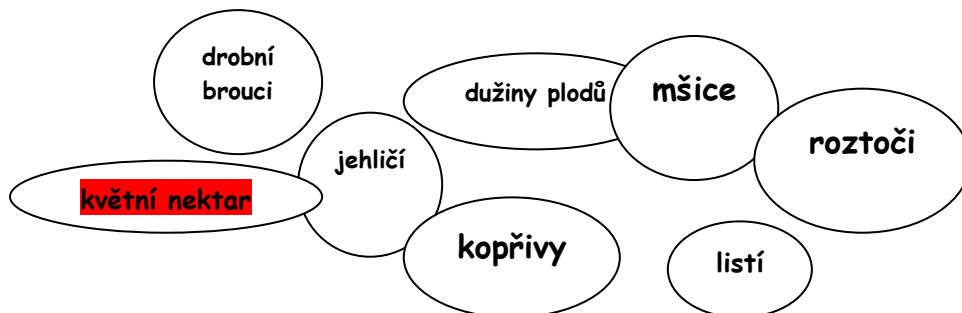 drobní
brouci
dužiny plodů
mšice
roztoči
jehličí
květní nektar
kopřivy
listí